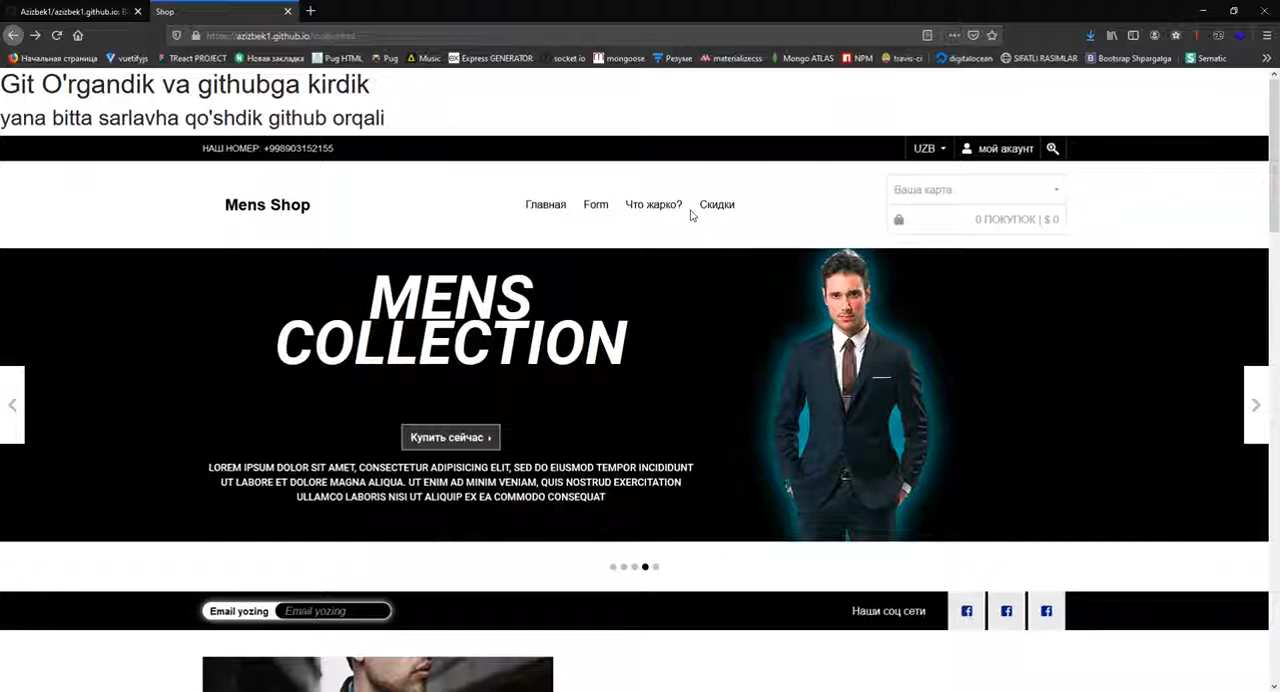 Azizbek1/azizbek1.github.io: B
Shop
https://azizbek1.github.io
Начальная страница
vuetifyjs
TReact PROJECT
Новая закладка
Pug HTML
Pug
Music
ex Express GENERATOR
socket io
mongoose
Резуме
materializecss
Mongo ATLAS
NPM
travis-ci
digitalocean
SIFATLI RASIMLAR
Bootsrap Shpargalga
Sematic
Git O'rgandik va githubga kirdik
yana bitta sarlavha qo'shdik github orqali
НАШ НОМЕР: +998903152155
UZB
мой акаунт
Mens Shop
Главная
Form
Что жарко?
Скидки
Ваша карта
0 ПОКУПОК | $ 0
MENS
COLLECTION
Купить сейчас ›
LOREM IPSUM DOLOR SIT AMET, CONSECTETUR ADIPISICING ELIT, SED DO EIUSMOD TEMPOR INCIDIDUNT
UT LABORE ET DOLORE MAGNA ALIQUA. UT ENIM AD MINIM VENIAM, QUIS NOSTRUD EXERCITATION
ULLAMCO LABORIS NISI UT ALIQUIP EX EA COMMODO CONSEQUAT
Email yozing
Email yozing
Наши соц сети